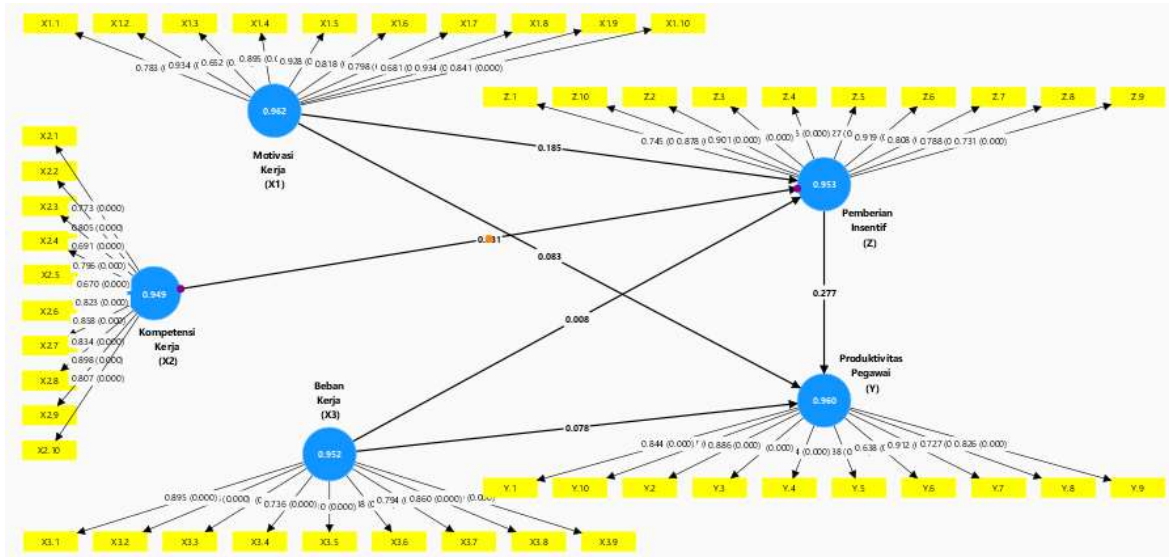 X1.1 X1.2 X1.3 X1.4 X1.5 X1.6 X1.7 X1.8 X1.9 X1.10
0.783 0.934 0.652 0.895 0.928 0.818 0.798 0.681 0.934 0.841 (0.000)
0.962
Motivasi
Kerja
(X1)
Z.1 Z.10 Z.2 Z.3 Z.4 Z.5 Z.6 Z.7 Z.8 Z.9
0.745 0.878 0.901 (0.000) (0.000) (0.000) 0.919 0.808 0.788 0.731 (0.000)
0.953
Pemberian
Insentif
(Z)
0.185
0.083
0.008
0.277
0.078
X2.1
X2.2
X2.3
X2.4
X2.5
X2.6
X2.7
X2.8
X2.9
X2.10
0.773 (0.000)
0.805 (0.000)
0.691 (0.000)
0.796 (0.000)
0.670 (0.000)
0.823 (0.000)
0.858 (0.000)
0.834 (0.000)
0.898 (0.000)
0.807 (0.000)
0.949
Kompetensi
Kerja
(X2)
Beban
Kerja
(X3)
0.952
0.895 (0.000) (0.000) 0.736 (0.000) (0.000) 0.794 0.860 (0.000)
X3.1 X3.2 X3.3 X3.4 X3.5 X3.6 X3.7 X3.8 X3.9
Produktivitas
Pegawai
(Y)
0.960
0.844 (0.000) 0.886 (0.000) (0.000) (0.000) 0.638 0.912 0.727 0.826 (0.000)
Y.1 Y.10 Y.2 Y.3 Y.4 Y.5 Y.6 Y.7 Y.8 Y.9